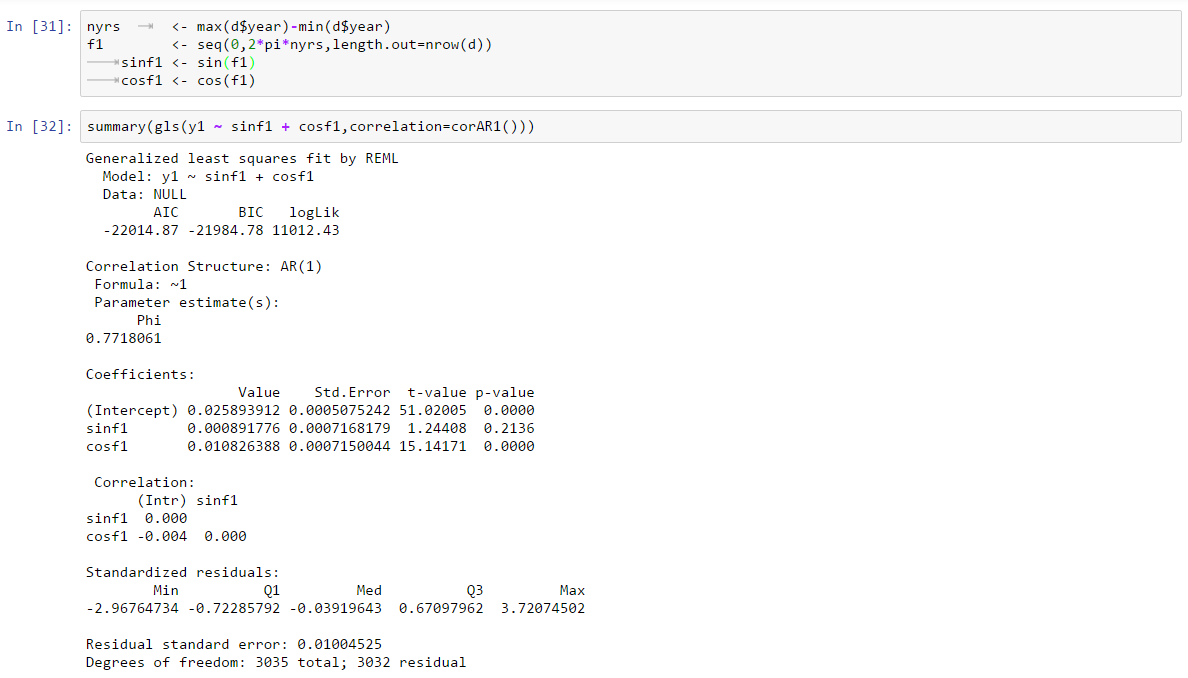 In [31]: nyrs    <- max(d$year)-min(d$year)
f1        <- seq(0,2*pi*nyrs,length.out=nrow(d))
    sinf1 <- sin(f1)
    cosf1 <- cos(f1)
In [32]: summary(gls(y1 ~ sinf1 + cosf1,correlation=corAR1()))
Generalized least squares fit by REML
  Model: y1 ~ sinf1 + cosf1
  Data: NULL
        AIC       BIC   logLik
  -22014.87 -21984.78 11012.43
Correlation Structure: AR(1)
 Formula: ~1
 Parameter estimate(s):
      Phi
0.7718061
Coefficients:
                  Value    Std.Error  t-value p-value
(Intercept) 0.025893912 0.0005075242 51.02005  0.0000
sinf1       0.000891776 0.0007168179  1.24408  0.2136
cosf1       0.010826388 0.0007150044 15.14171  0.0000
 Correlation:
      (Intr) sinf1
sinf1  0.000
cosf1 -0.004  0.000
Standardized residuals:
        Min          Q1         Med          Q3         Max
-2.96764734 -0.72285792 -0.03919643  0.67097962  3.72074502
Residual standard error: 0.01004525
Degrees of freedom: 3035 total; 3032 residual